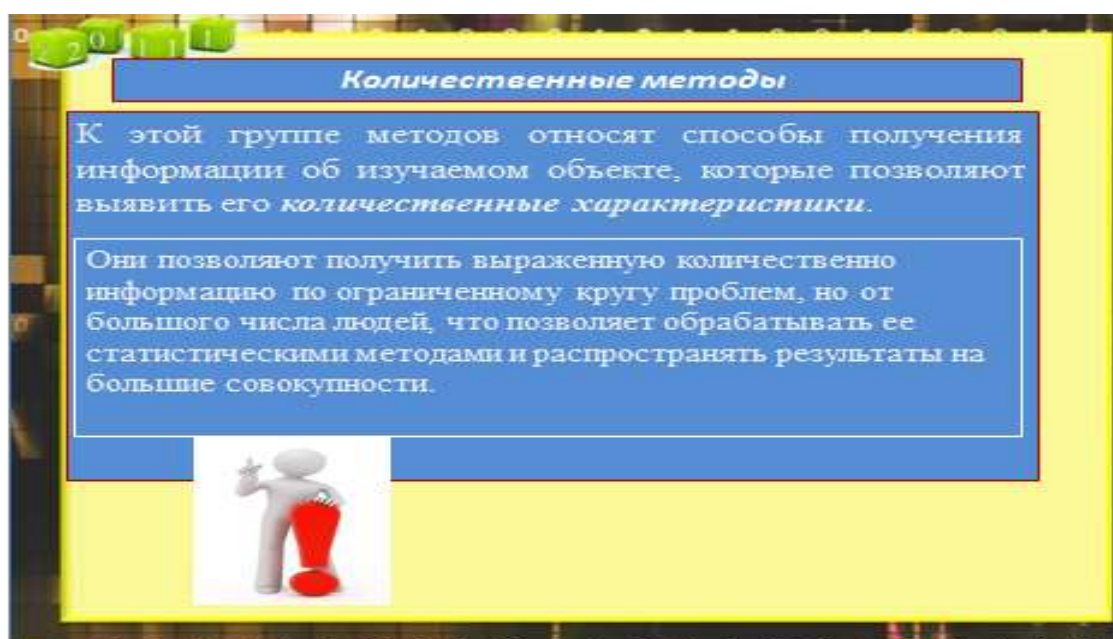 Количественные методы
К этой группе методов относят способы получения
информации об изучаемом объекте, которые позволяют
выявить его количественные характеристики.
Они позволяют получить выраженную количественно
информацию по ограниченному кругу проблем, но от
большого числа людей, что позволяет обрабатывать ее
статистическими методами и распространять результаты на
большие совокупности.